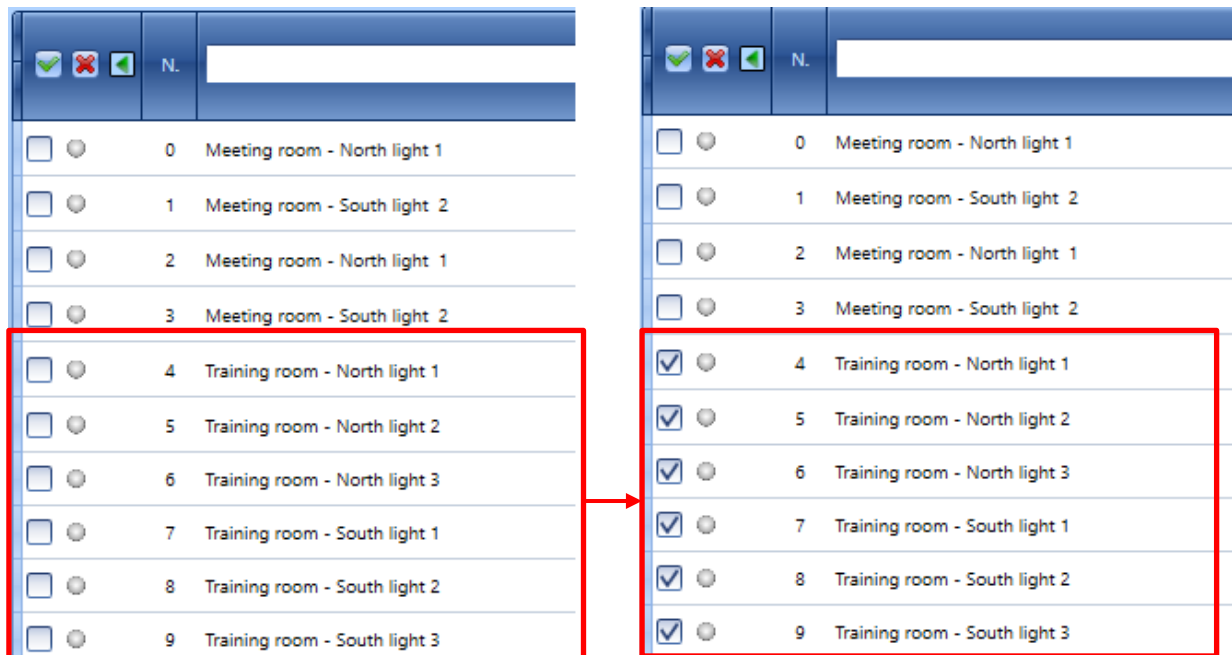 N.
0 Meeting room - North light 1
1 Meeting room - South light 2
2 Meeting room - North light 1
3 Meeting room - South light 2
4 Training room - North light 1
5 Training room - North light 2
6 Training room - North light 3
7 Training room - South light 1
8 Training room - South light 2
9 Training room - South light 3
N.
0 Meeting room - North light 1
1 Meeting room - South light 2
2 Meeting room - North light 1
3 Meeting room - South light 2
4 Training room - North light 1
5 Training room - North light 2
6 Training room - North light 3
7 Training room - South light 1
8 Training room - South light 2
9 Training room - South light 3